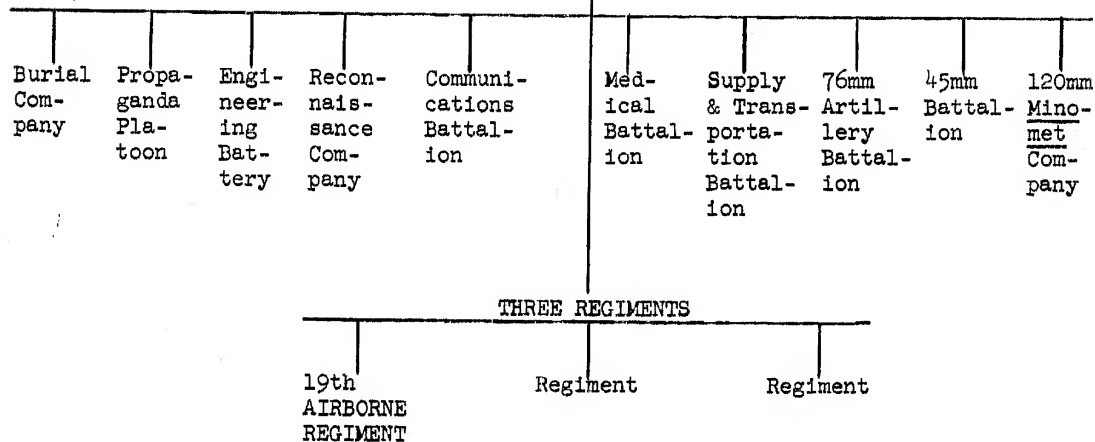 Burial
Com-
pany
Propa-
ganda
Pla-
toon
Engi-
neer-
ing
Bat-
tery
Recon-
nais-
sance
Com-
pany
Communi-
cations
Battal-
ion
Med-
ical
Battal-
ion
Supply
& Trans-
porta-
tion
Battal-
ion
76mm
Artil-
lery
Battal-
ion
45mm
Battal-
ion
120mm
Mino-
met
Com-
pany
THREE REGIMENTS
19th
AIRBORNE
REGIMENT
Regiment
Regiment